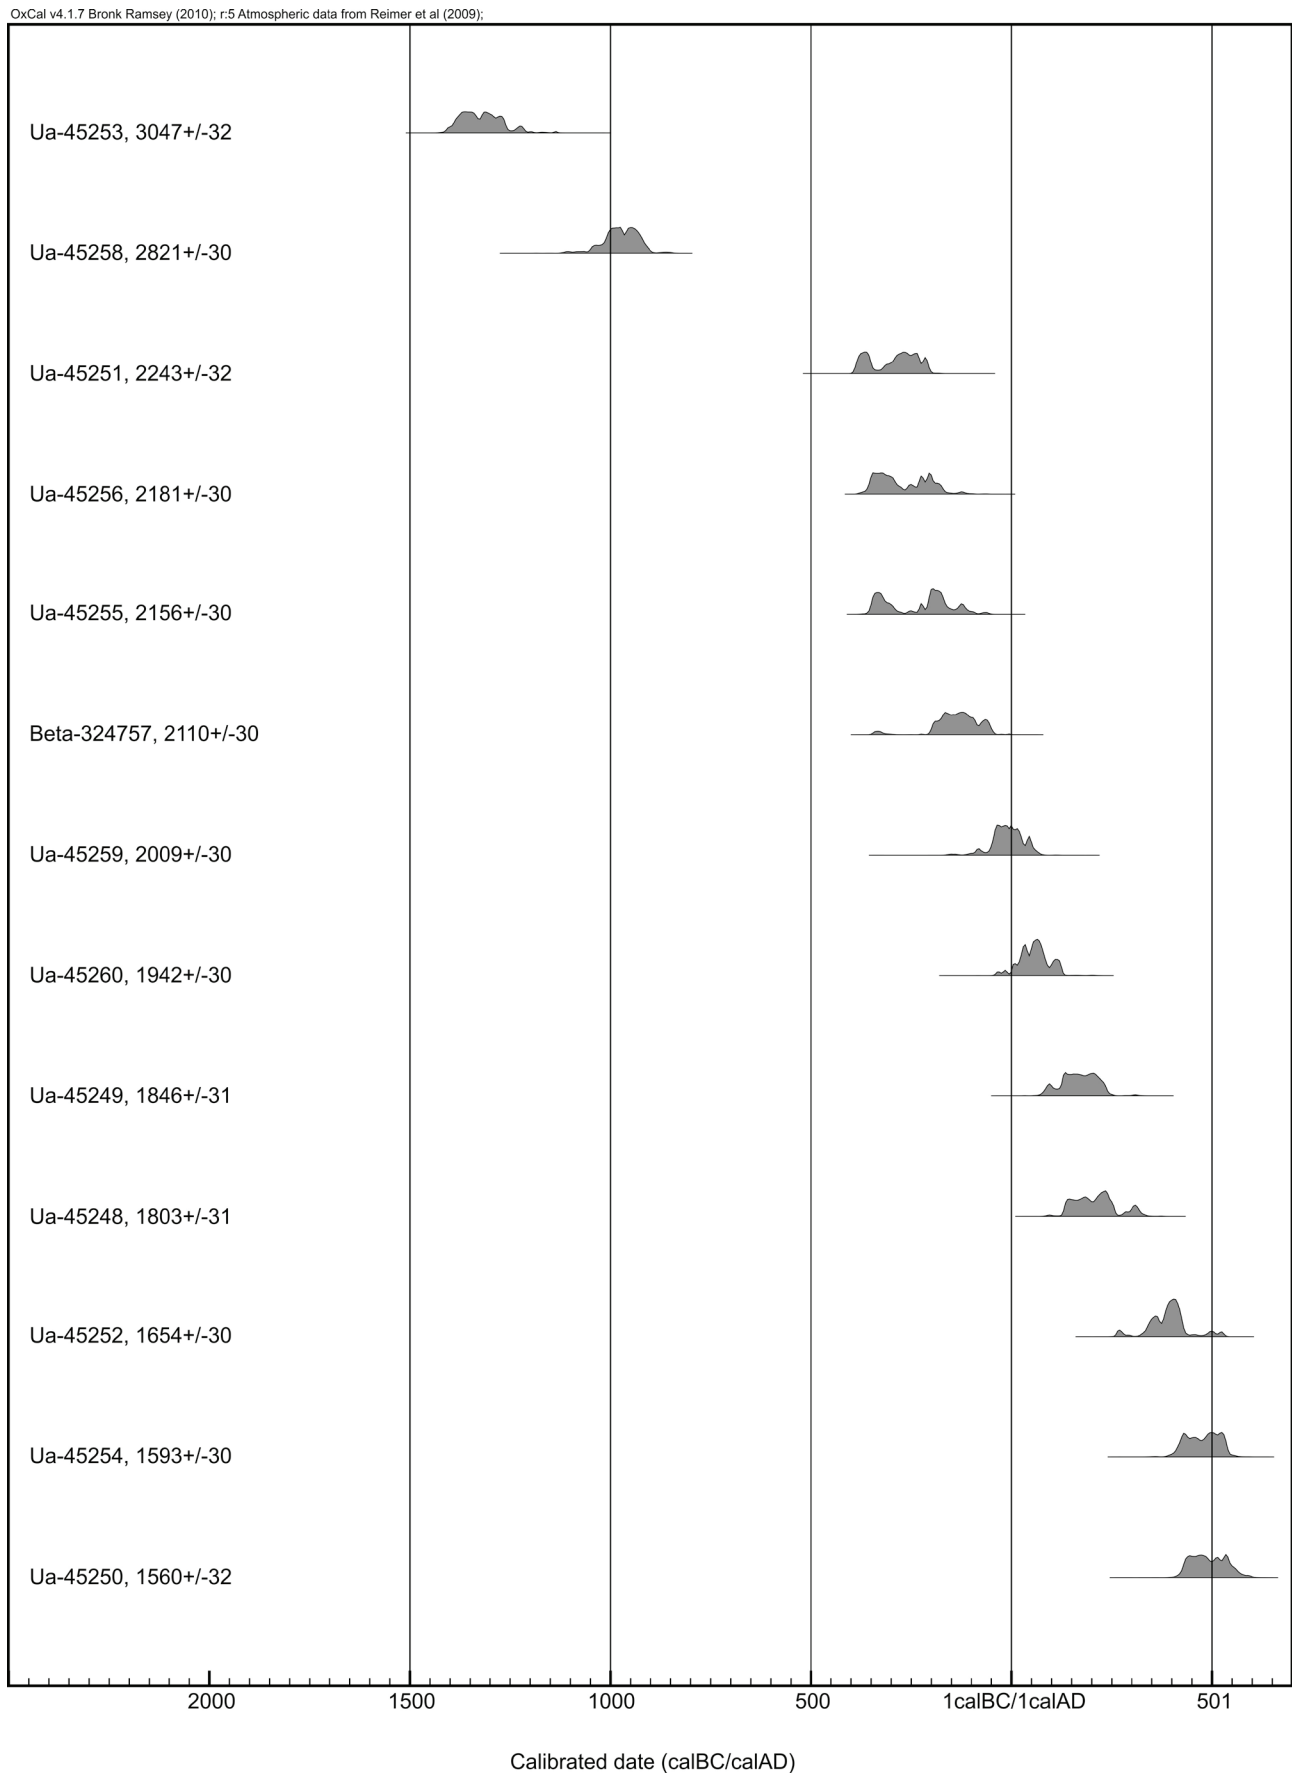 OxCal v4.1.7 Bronk Ramsey (2010); r:5 Atmospheric data from Reimer et al (2009);
Ua-45253, 3047+/-32
Ua-45258, 2821+/-30
Ua-45251, 2243+/-32
Ua-45256, 2181+/-30
Ua-45255, 2156+/-30
Beta-324757, 2110+/-30
Ua-45259, 2009+/-30
Ua-45260, 1942+/-30
Ua-45249, 1846+/-31
Ua-45248, 1803+/-31
Ua-45252, 1654+/-30
Ua-45254, 1593+/-30
Ua-45250, 1560+/-32
2000 1500 1000 500 1calBC/1calAD 501
Calibrated date (calBC/calAD)